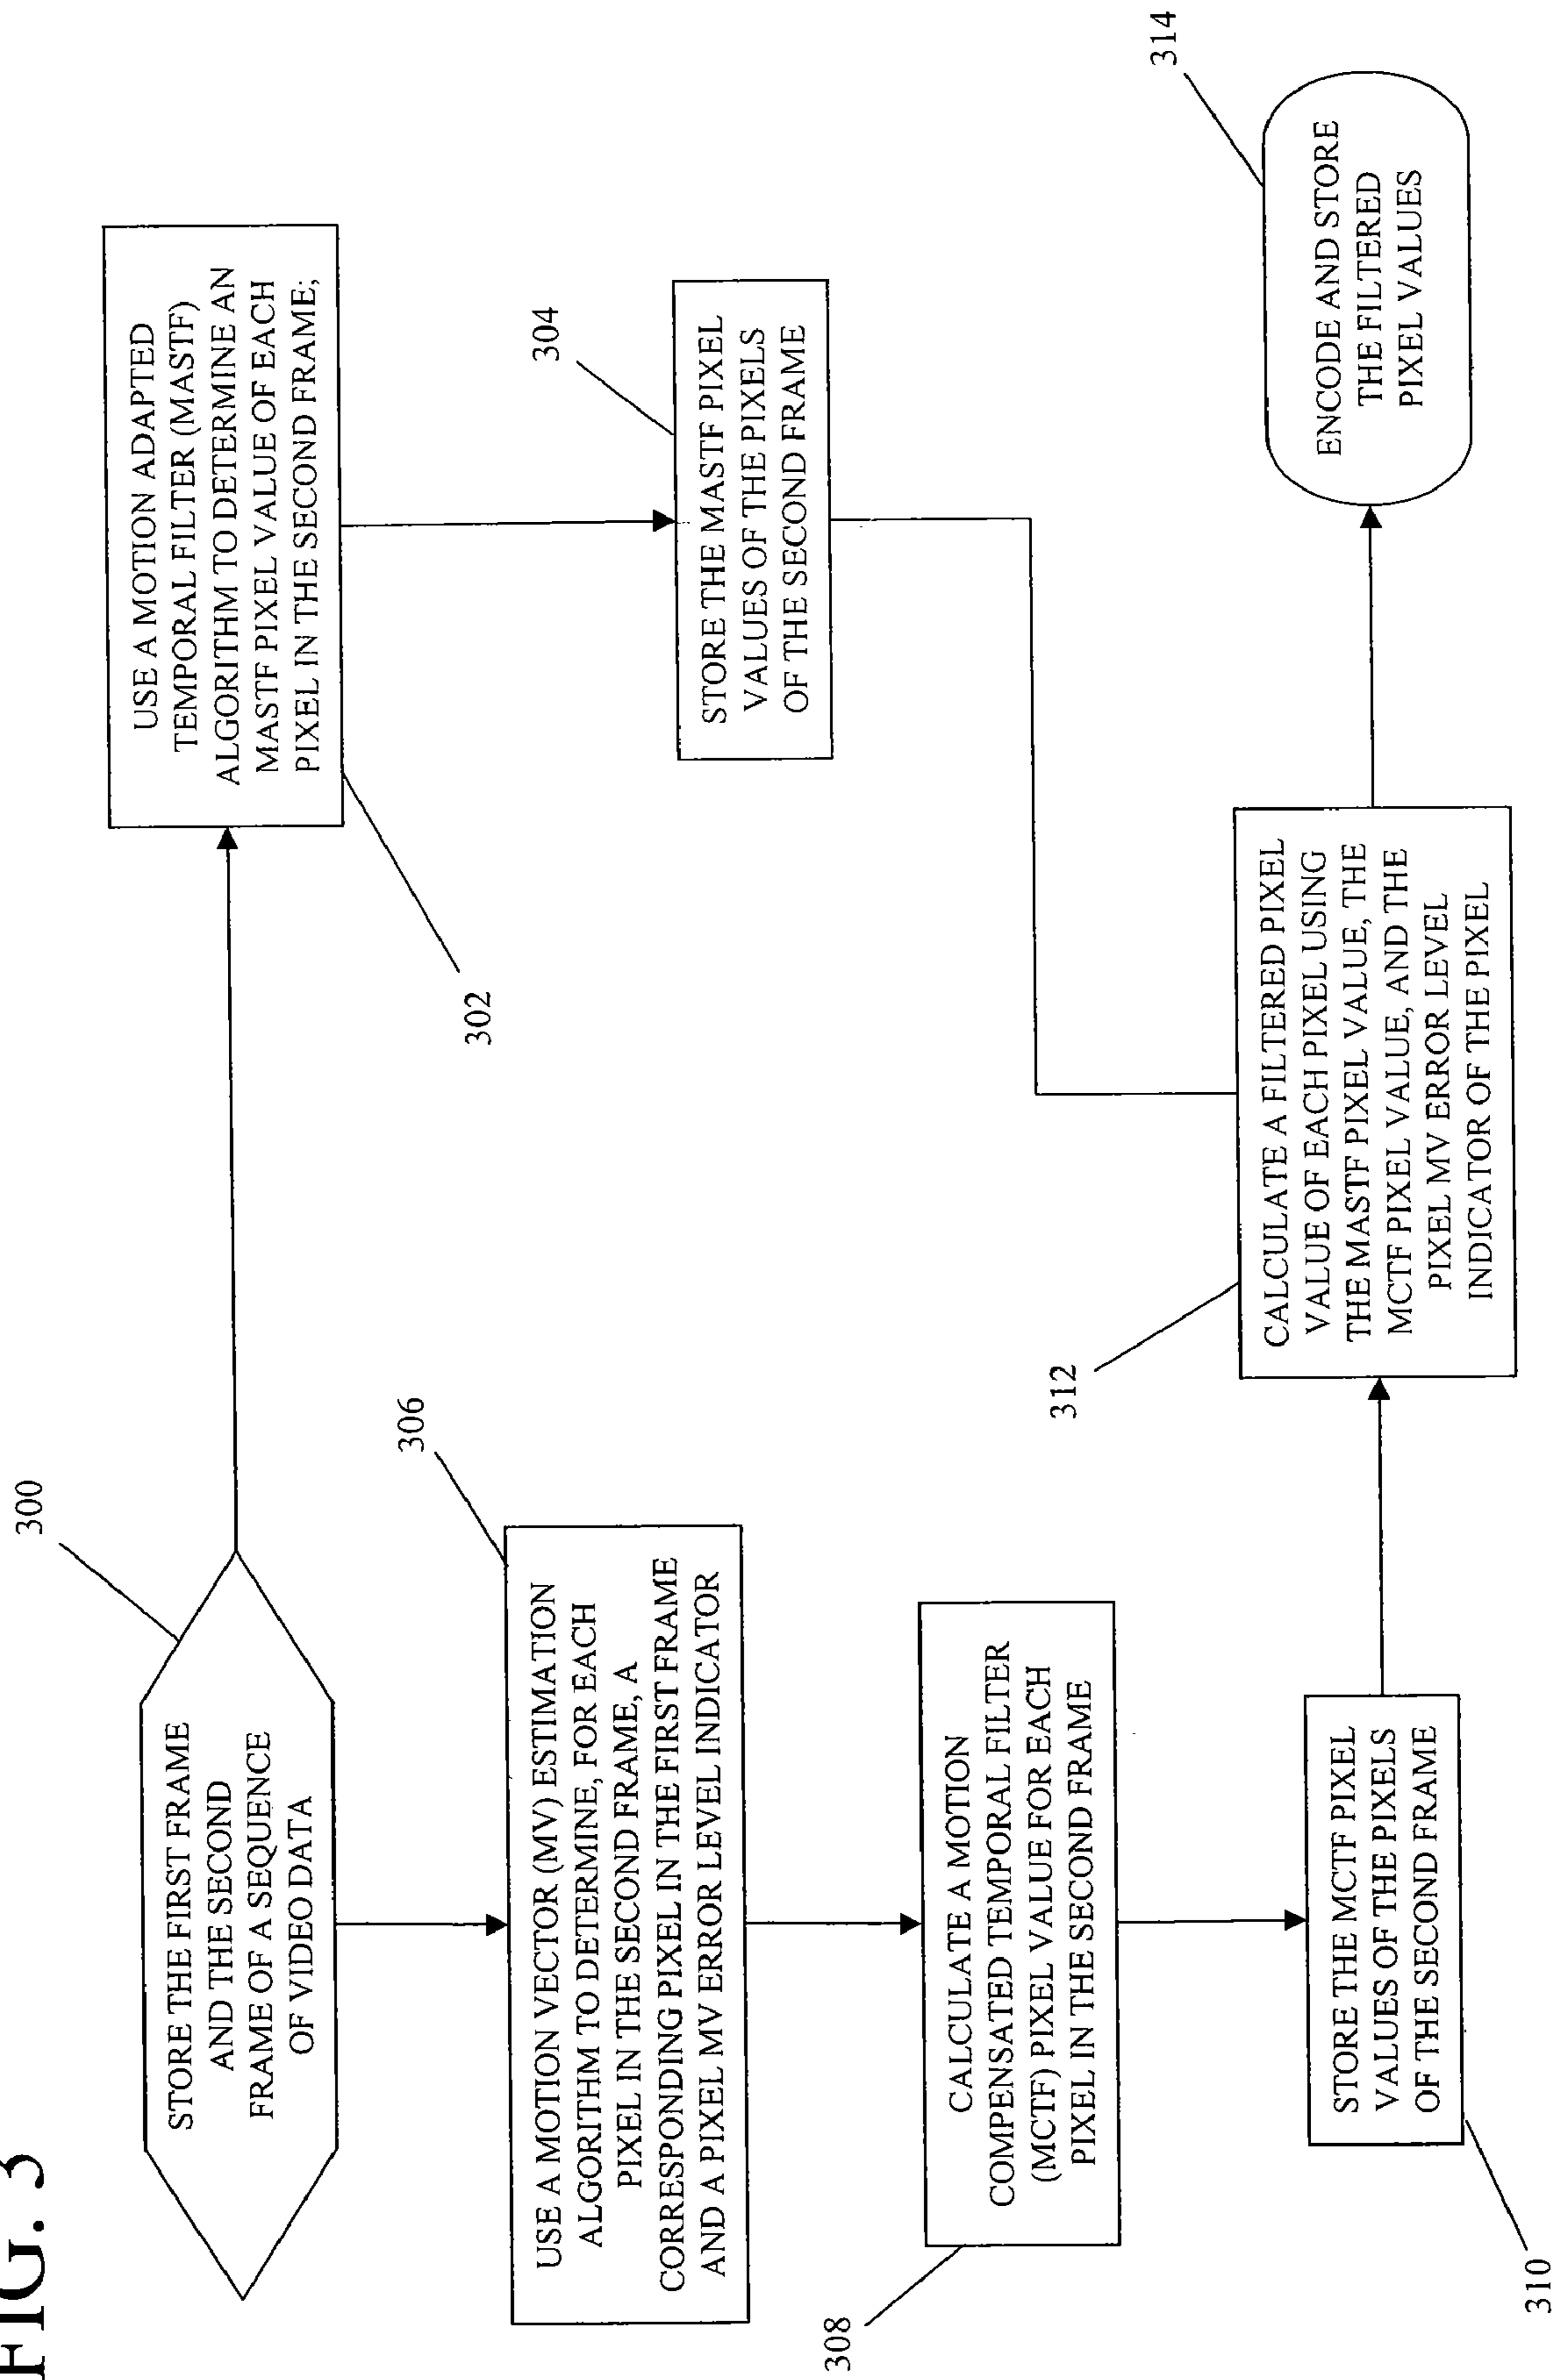 FIG. 3
300
STORE THE FIRST FRAME
AND THE SECOND
FRAME OF A SEQUENCE
OF VIDEO DATA
USE A MOTION ADAPTED
TEMPORAL FILTER (MASTF)
ALGORITHM TO DETERMINE AN
MASTF PIXEL VALUE OF EACH
PIXEL IN THE SECOND FRAME;
302
304
STORE THE MASTF PIXEL
VALUES OF THE PIXELS
OF THE SECOND FRAME
306
USE A MOTION VECTOR (MV) ESTIMATION
ALGORITHM TO DETERMINE, FOR EACH
PIXEL IN THE SECOND FRAME, A
CORRESPONDING PIXEL IN THE FIRST FRAME
AND A PIXEL MV ERROR LEVEL INDICATOR
308
CALCULATE A MOTION
COMPENSATED TEMPORAL FILTER
(MCTF) PIXEL VALUE FOR EACH
PIXEL IN THE SECOND FRAME
310
STORE THE MCTF PIXEL
VALUES OF THE PIXELS
OF THE SECOND FRAME
312
CALCULATE A FILTERED PIXEL
VALUE OF EACH PIXEL USING
THE MASTF PIXEL VALUE, THE
MCTF PIXEL VALUE, AND THE
PIXEL MV ERROR LEVEL
INDICATOR OF THE PIXEL
314
ENCODE AND STORE
THE FILTERED
PIXEL VALUES